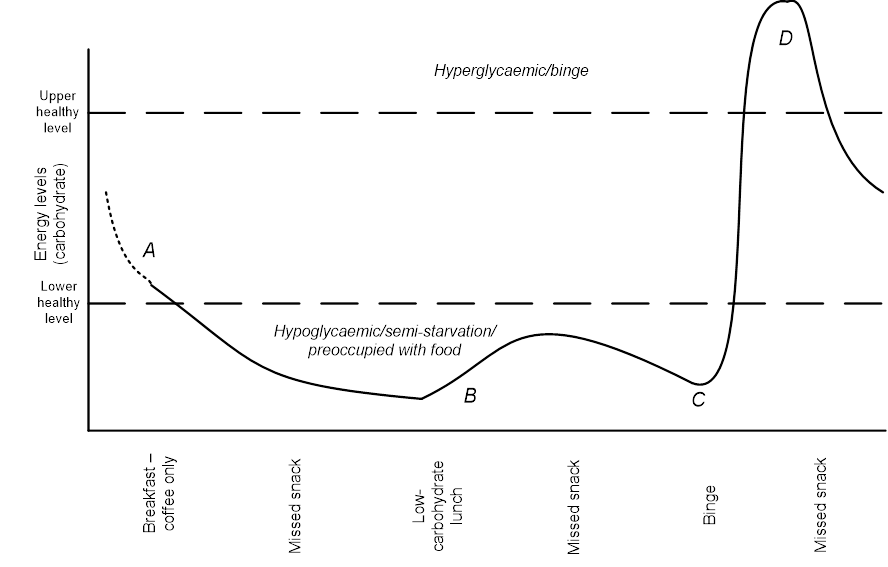 D
Hyperglycaemic/binge
Upper
healthy
level
Energy levels
(carbohydrate)
A
Lower
healthy
level
Hypoglycaemic/semi-starvation/
preoccupied with food
B
C
Breakfast –
coffee only
Missed snack
Low-
carbohydrate
lunch
Missed snack
Binge
Missed snack